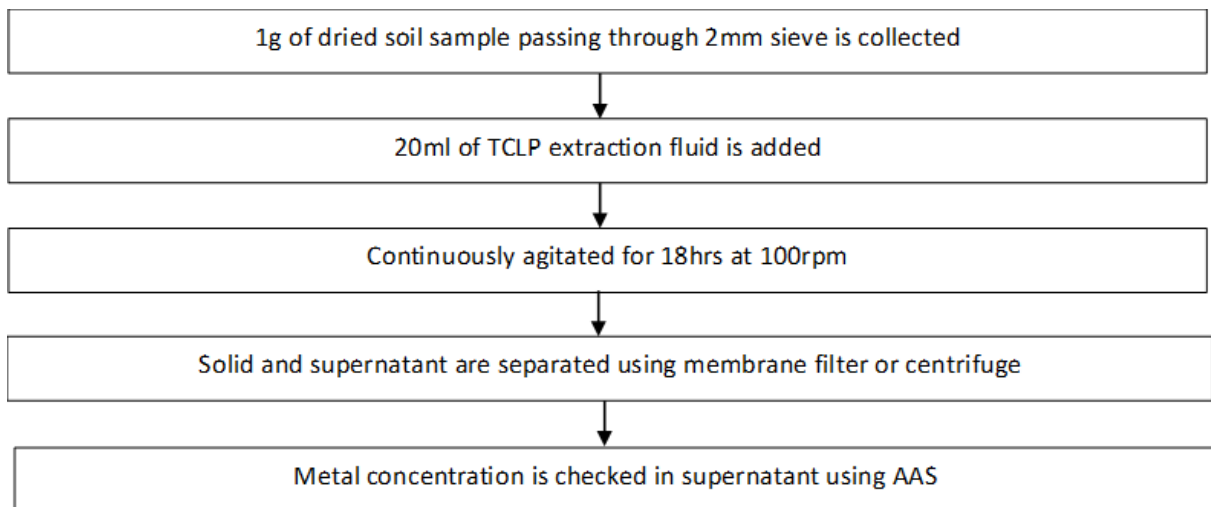 1g of dried soil sample passing through 2mm sieve is collected
20ml of TCLP extraction fluid is added
Continuously agitated for 18hrs at 100rpm
Solid and supernatant are separated using membrane filter or centrifuge
Metal concentration is checked in supernatant using AAS